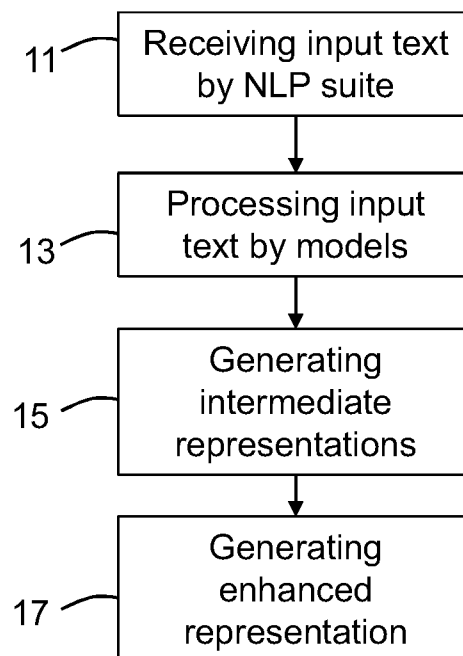 11
Receiving input text
by NLP suite
13
Processing input
text by models
15
Generating
intermediate
representations
17
Generating
enhanced
representation